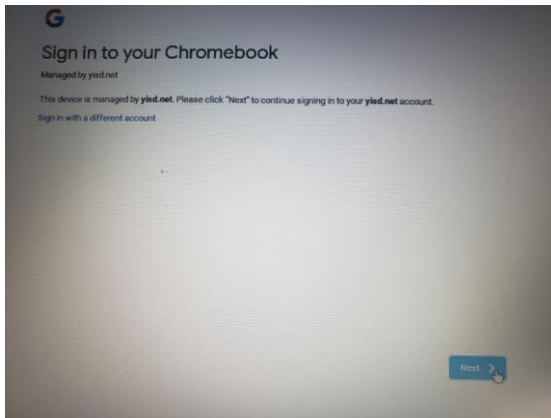 G
Sign in to your Chromebook
Managed by yisd.net
This device is managed by yisd.net. Please click "Next" to continue signing in to your yisd.net account.
Sign in with a different account
Next